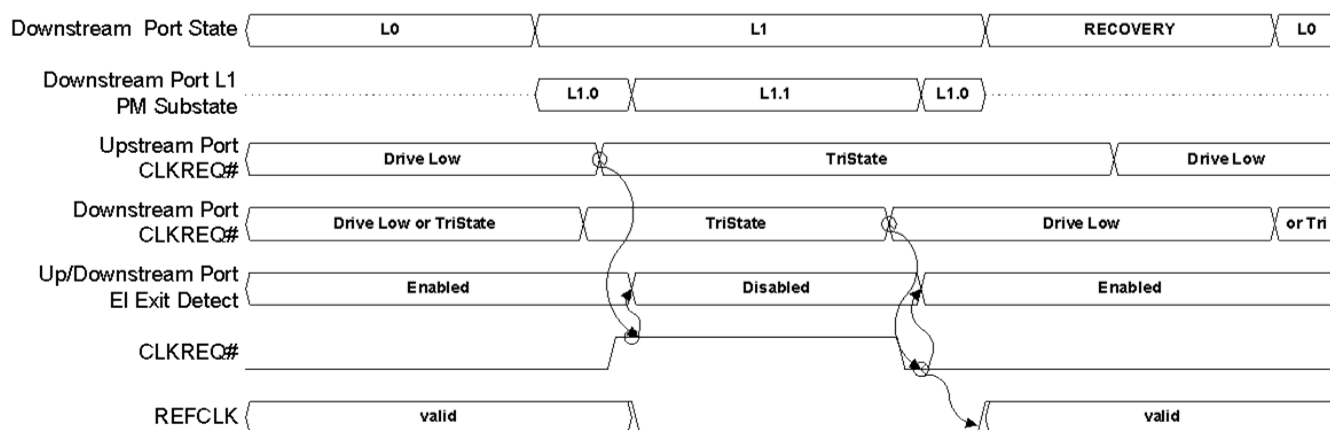 Downstream Port State L0 L1 RECOVERY L0
Downstream Port L1
PM Substate
L1.0 L1.1 L1.0
Upstream Port
CLKREQ#
Drive Low TriState Drive Low
Downstream Port
CLKREQ#
Drive Low or TriState TriState Drive Low or Tri
Up/Downstream Port
EI Exit Detect
Enabled Disabled Enabled
CLKREQ#
REFCLK valid valid